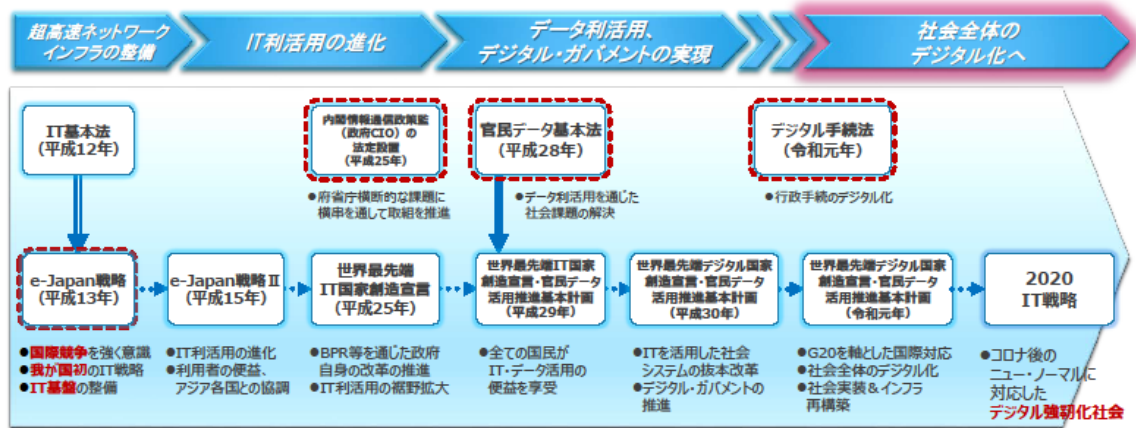 超高速ネットワーク
インフラの整備
IT利活用の進化
データ利活用、
デジタル・ガバメントの実現
社会全体の
デジタル化へ
IT基本法
(平成12年)
内閣情報通信政策監
(政府CIO)の
法定設置
(平成25年)
●府省庁横断的な課題に
横串を通して取組を推進
官民データ基本法
(平成28年)
●データ利活用を通じた
社会課題の解決
デジタル手続法
(令和元年)
●行政手続のデジタル化
e-Japan戦略
(平成13年)
e-Japan戦略Ⅱ
(平成15年)
世界最先端
IT国家創造宣言
(平成25年)
世界最先端IT国家
創造宣言・官民データ
活用推進基本計画
(平成29年)
世界最先端デジタル国家
創造宣言・官民データ
活用推進基本計画
(平成30年)
世界最先端デジタル国家
創造宣言・官民データ
活用推進基本計画
(令和元年)
2020
IT戦略
●国際競争を強く意識
●我が国初のIT戦略
●IT基盤の整備
●IT利活用の進化
●利用者の便益、
アジア各国との協調
●BPR等を通じた政府
自身の改革の推進
●IT利活用の裾野拡大
●全ての国民が
IT・データ活用の
便益を享受
●ITを活用した社会
システムの抜本改革
●デジタル・ガバメントの
推進
●G20を軸とした国際対応
●社会全体のデジタル化
●社会実装&インフラ
再構築
●コロナ後の
ニュー・ノーマルに
対応した
デジタル強靭化社会